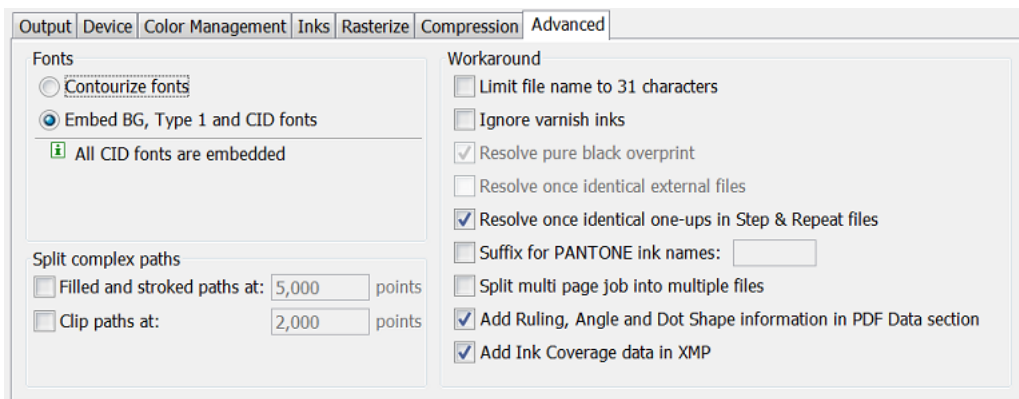 Output Device Color Management Inks Rasterize Compression Advanced
Fonts
Contourize fonts
Embed BG, Type 1 and CID fonts
All CID fonts are embedded
Split complex paths
Filled and stroked paths at: 5,000 points
Clip paths at: 2,000 points
Workaround
Limit file name to 31 characters
Ignore varnish inks
Resolve pure black overprint
Resolve once identical external files
Resolve once identical one-ups in Step & Repeat files
Suffix for PANTONE ink names:
Split multi page job into multiple files
Add Ruling, Angle and Dot Shape information in PDF Data section
Add Ink Coverage data in XMP